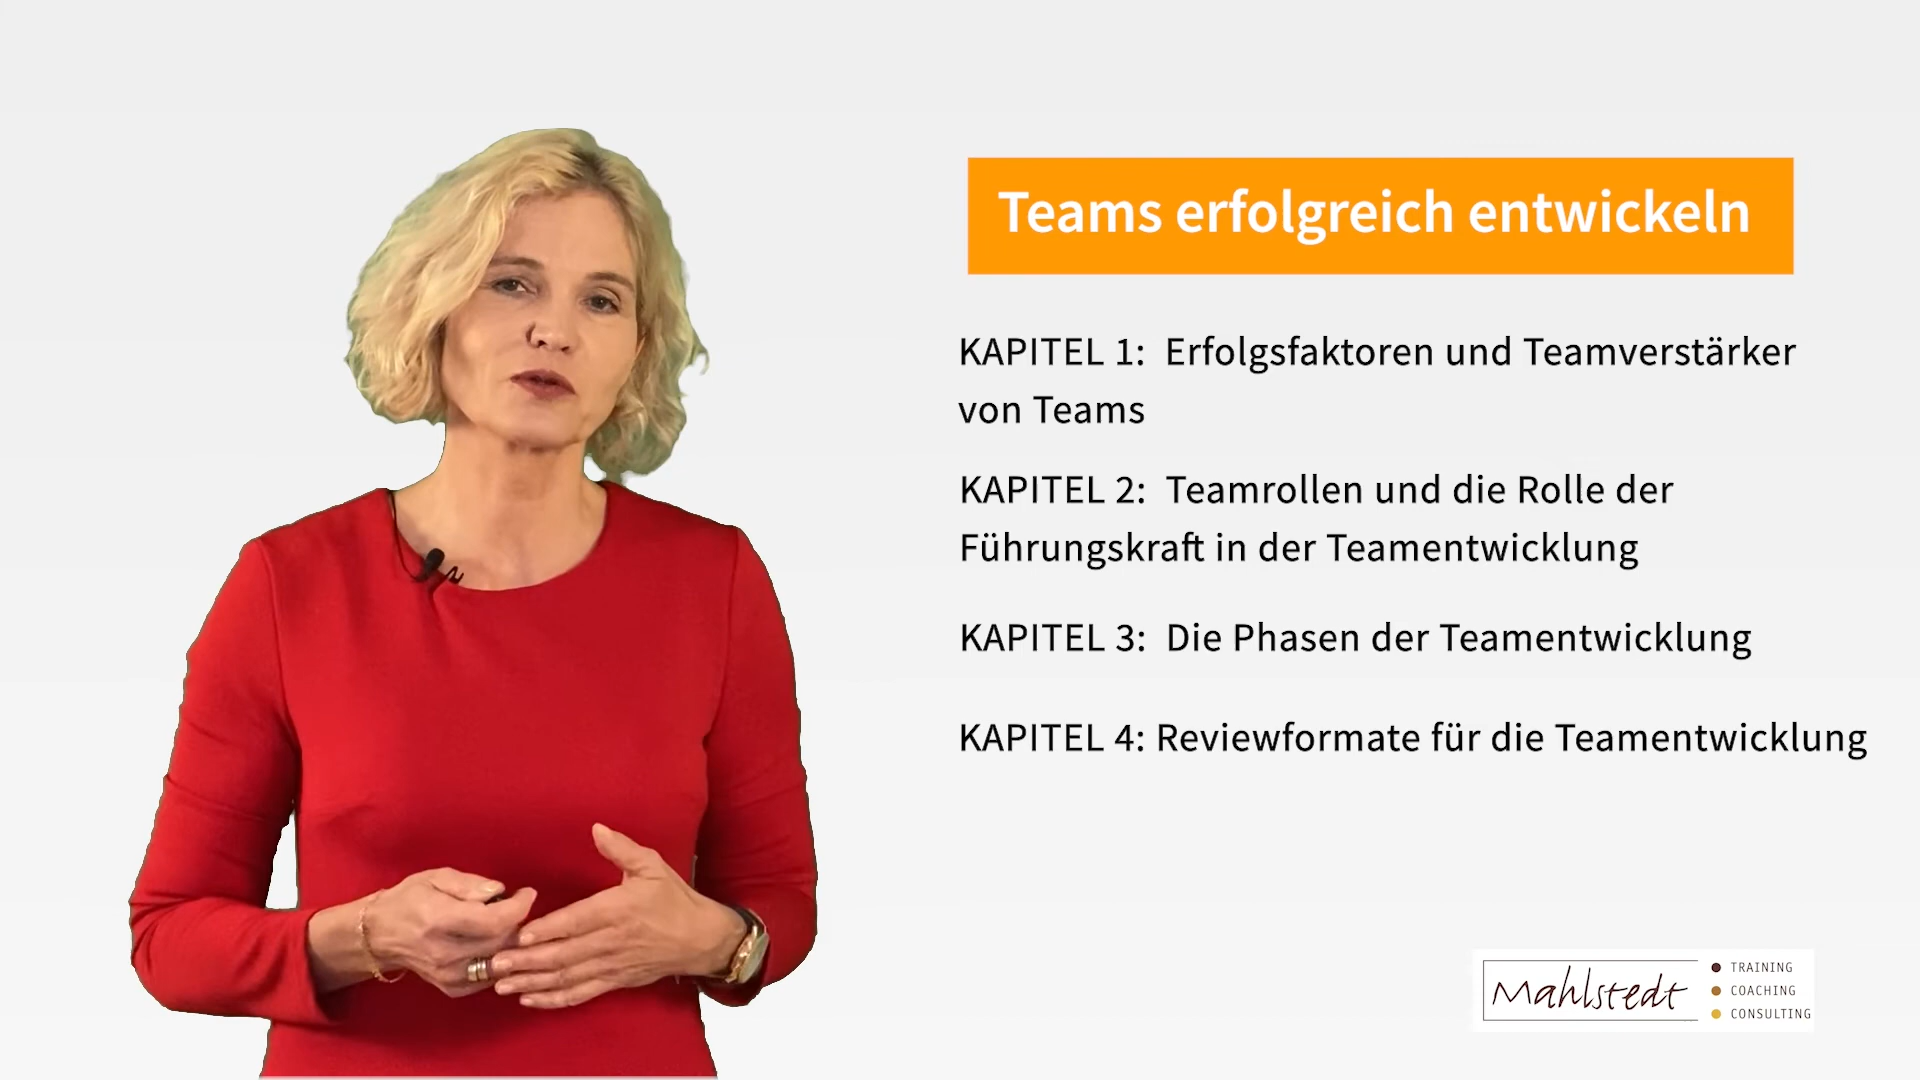 Teams erfolgreich entwickeln
KAPITEL 1: Erfolgsfaktoren und Teamverstärker
von Teams
KAPITEL 2: Teamrollen und die Rolle der
Führungskraft in der Teamentwicklung
KAPITEL 3: Die Phasen der Teamentwicklung
KAPITEL 4: Reviewformate für die Teamentwicklung
Mahlstedt
TRAINING
COACHING
CONSULTING